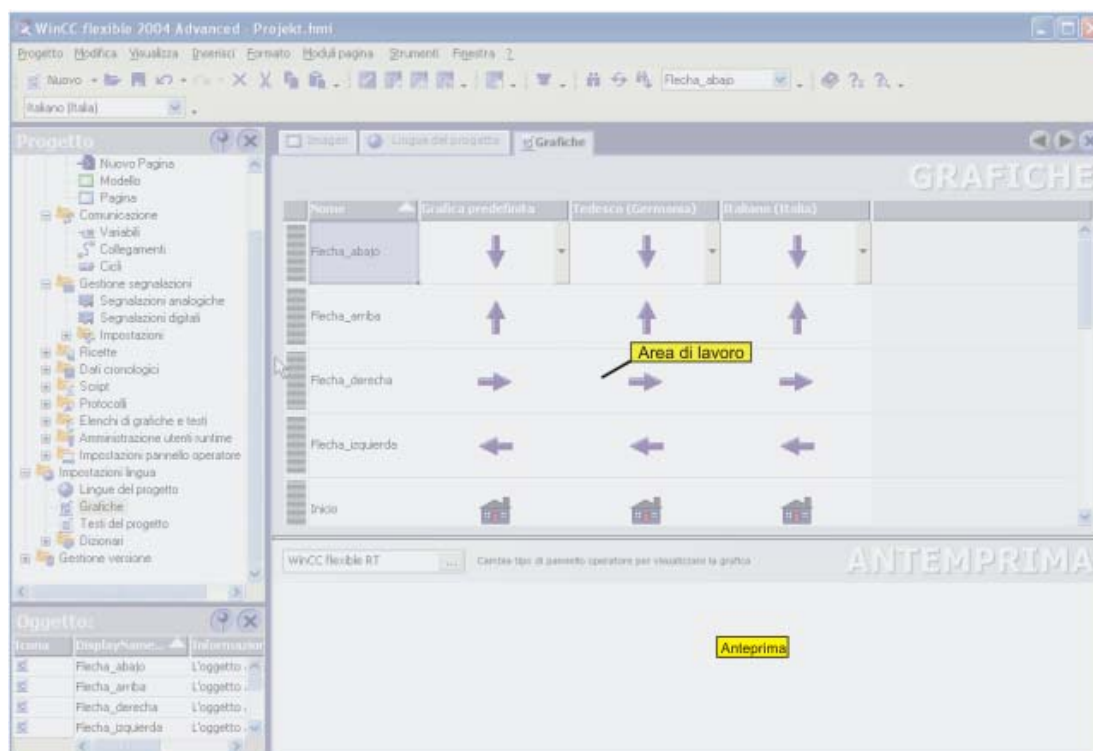 WinCC flexible 2004 Advanced - Projekt.hmi
Progetto Modifica Visualizza Inserisci Formato Moduli pagina Strumenti Finestra ?
Nuovo Flecha_abajo
Italiano (Italia)
Progetto
Nuovo Pagina
Modello
Pagina
Comunicazione
Variabili
Collegamenti
Cicli
Gestione segnalazioni
Segnalazioni analogiche
Segnalazioni digitali
Impostazioni
Ricette
Dati cronologici
Script
Protocolli
Elenchi di grafiche e testi
Amministrazione utenti runtime
Impostazioni pannello operatore
Impostazioni lingua
Lingue del progetto
Grafiche
Testi del progetto
Dizionari
Gestione versione
Imagen Lingue del progetto Grafiche
GRAFICHE
Nome Grafica predefinita Tedesco (Germania) Italiano (Italia)
Flecha_abajo
Flecha_arriba
Area di lavoro
Flecha_derecha
Flecha_izquierda
Inicio
WinCC flexible RT ... Cambia tipo di pannello operatore per visualizzare la grafica
ANTEMPRIMA
Anteprima
Oggetto:
Icona DisplayName... Informazion
Flecha_abajo L'oggetto
Flecha_arriba L'oggetto
Flecha_derecha L'oggetto
Flecha_izquierda L'oggetto